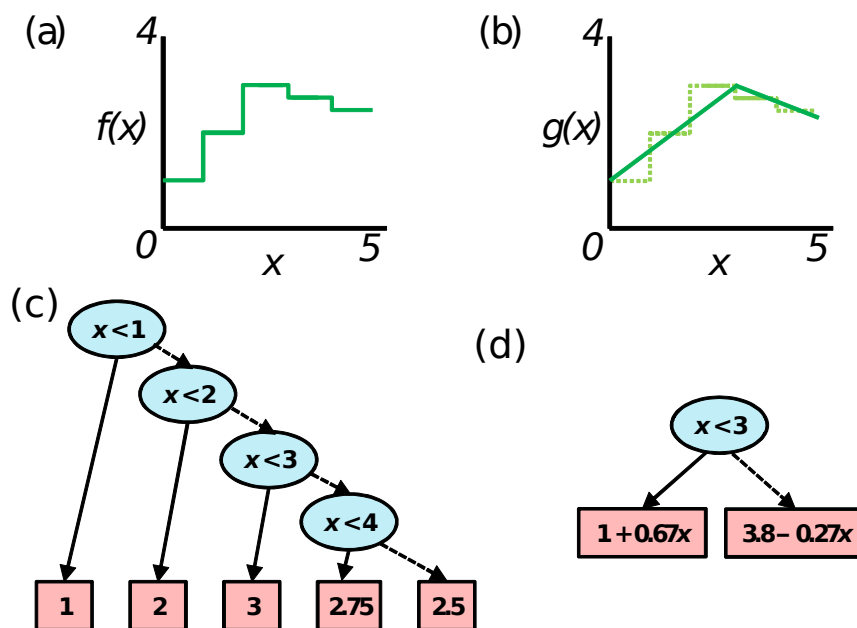 (a)
4
f(x)
0
x
5
(b)
4
g(x)
0
x
5
(c)
x<1
x<2
x<3
x<4
1
2
3
2.75
2.5
(d)
x<3
1+0.67x
3.8–0.27x